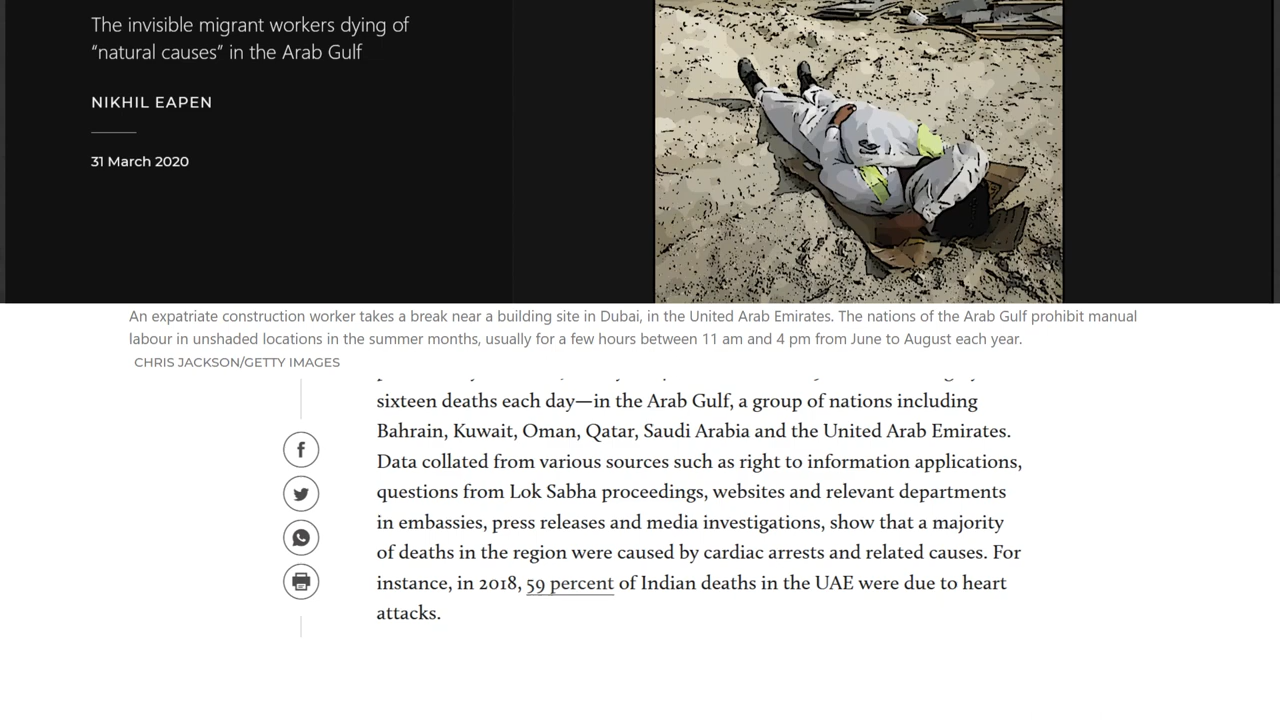 The invisible migrant workers dying of
“natural causes” in the Arab Gulf
NIKHIL EAPEN
31 March 2020
An expatriate construction worker takes a break near a building site in Dubai, in the United Arab Emirates. The nations of the Arab Gulf prohibit manual
labour in unshaded locations in the summer months, usually for a few hours between 11 am and 4 pm from June to August each year.
CHRIS JACKSON/GETTY IMAGES
sixteen deaths each day—in the Arab Gulf, a group of nations including
Bahrain, Kuwait, Oman, Qatar, Saudi Arabia and the United Arab Emirates.
Data collated from various sources such as right to information applications,
questions from Lok Sabha proceedings, websites and relevant departments
in embassies, press releases and media investigations, show that a majority
of deaths in the region were caused by cardiac arrests and related causes. For
instance, in 2018, 59 percent of Indian deaths in the UAE were due to heart
attacks.